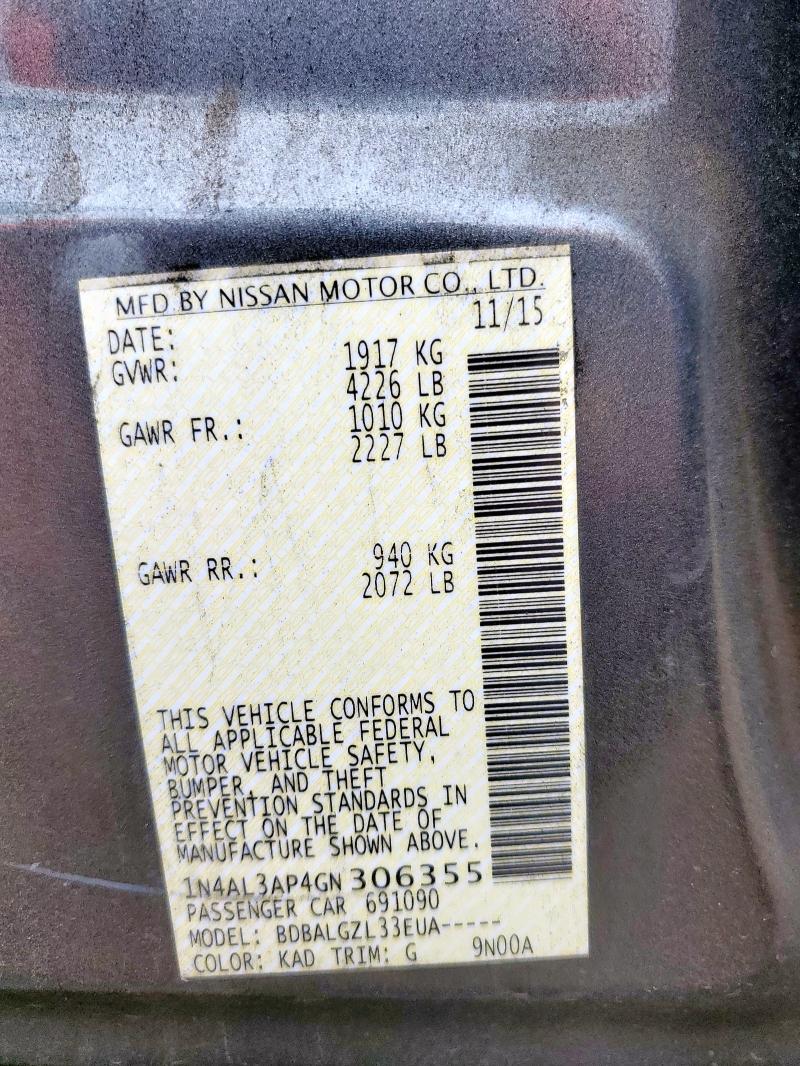 MFD BY NISSAN MOTOR CO., LTD.
DATE: 11/15
GVWR: 1917 KG
4226 LB
GAWR FR.: 1010 KG
2227 LB
GAWR RR.: 940 KG
2072 LB
THIS VEHICLE CONFORMS TO
ALL APPLICABLE FEDERAL
MOTOR VEHICLE SAFETY,
BUMPER, AND THEFT
PREVENTION STANDARDS IN
EFFECT ON THE DATE OF
MANUFACTURE SHOWN ABOVE.
1N4AL3AP4GN306355
PASSENGER CAR 691090
MODEL: BDBALGZL33EUA-----
COLOR: KAD TRIM: G 9N00A